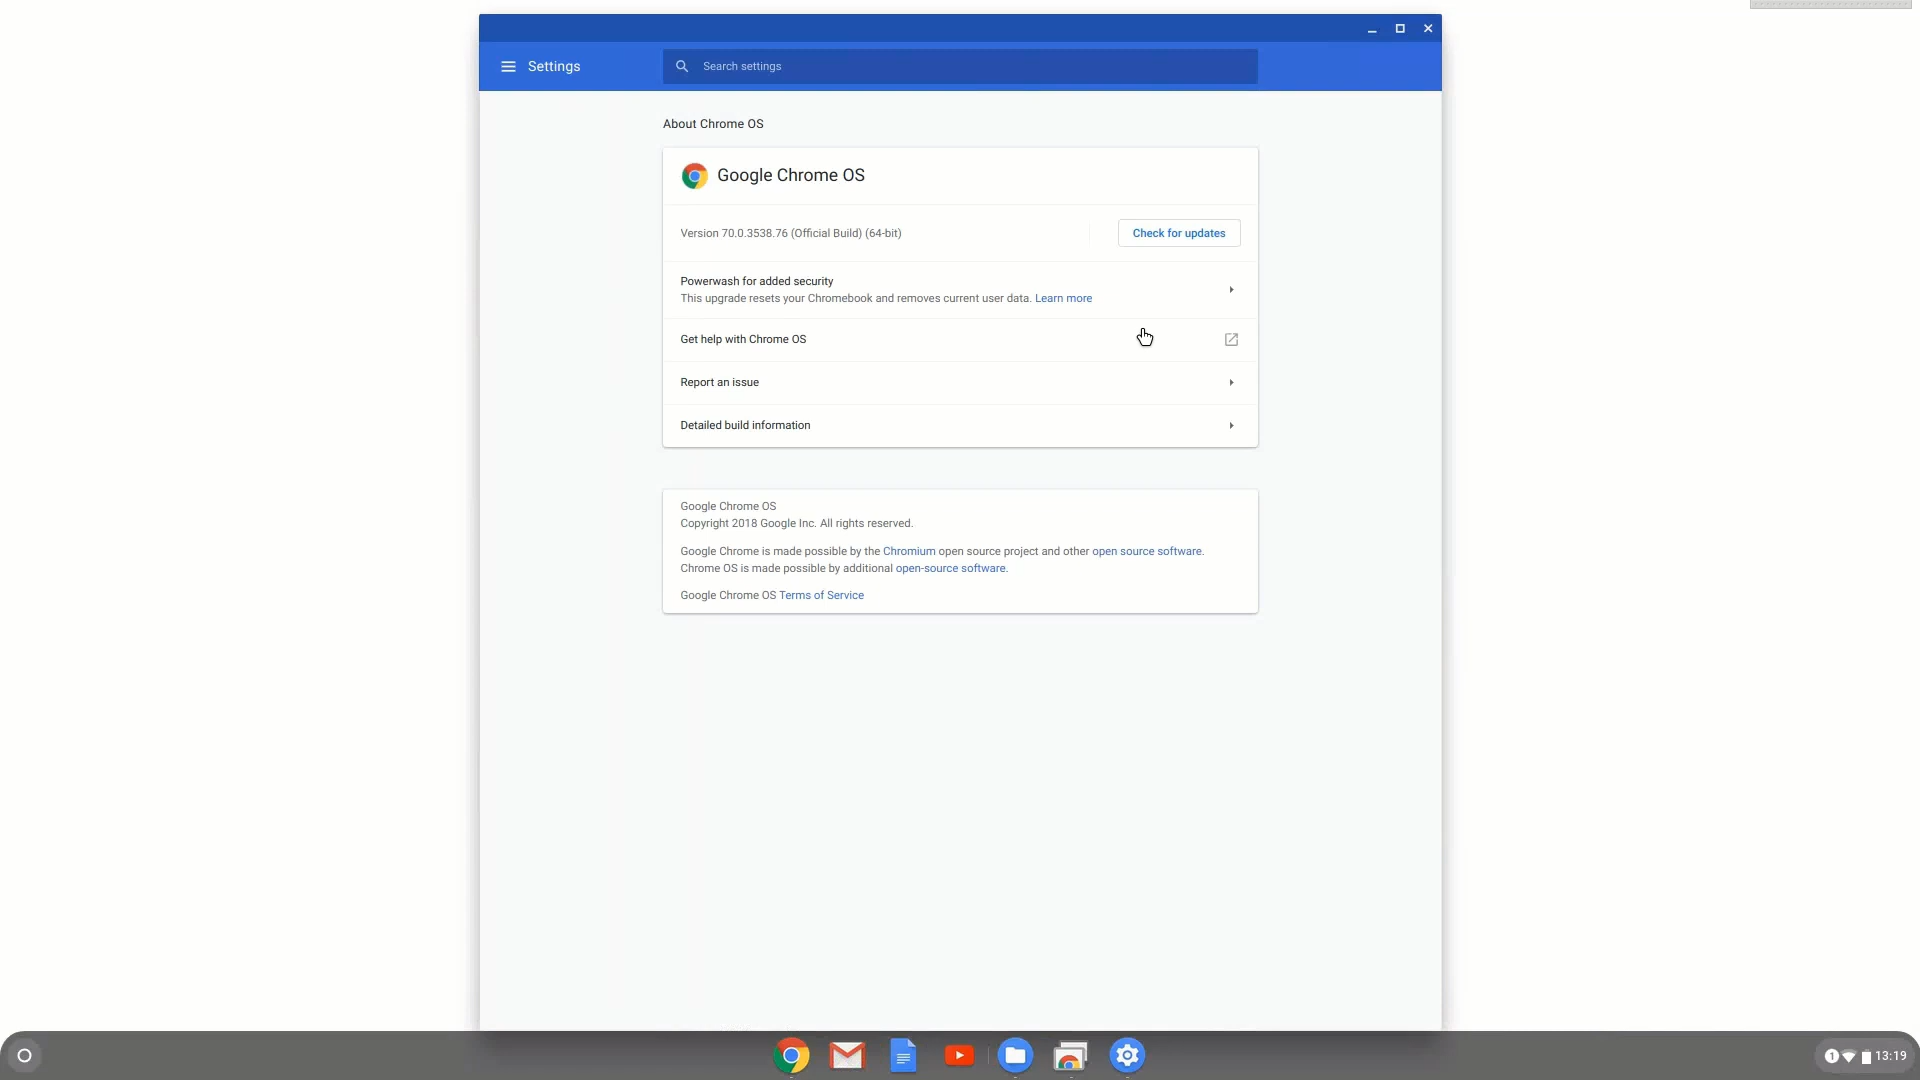 Settings
Search settings
About Chrome OS
Google Chrome OS
Version 70.0.3538.76 (Official Build) (64-bit)
Check for updates
Powerwash for added security
This upgrade resets your Chromebook and removes current user data. Learn more
Get help with Chrome OS
Report an issue
Detailed build information
Google Chrome OS
Copyright 2018 Google Inc. All rights reserved.
Google Chrome is made possible by the Chromium open source project and other open source software.
Chrome OS is made possible by additional open-source software.
Google Chrome OS Terms of Service
1 13:19